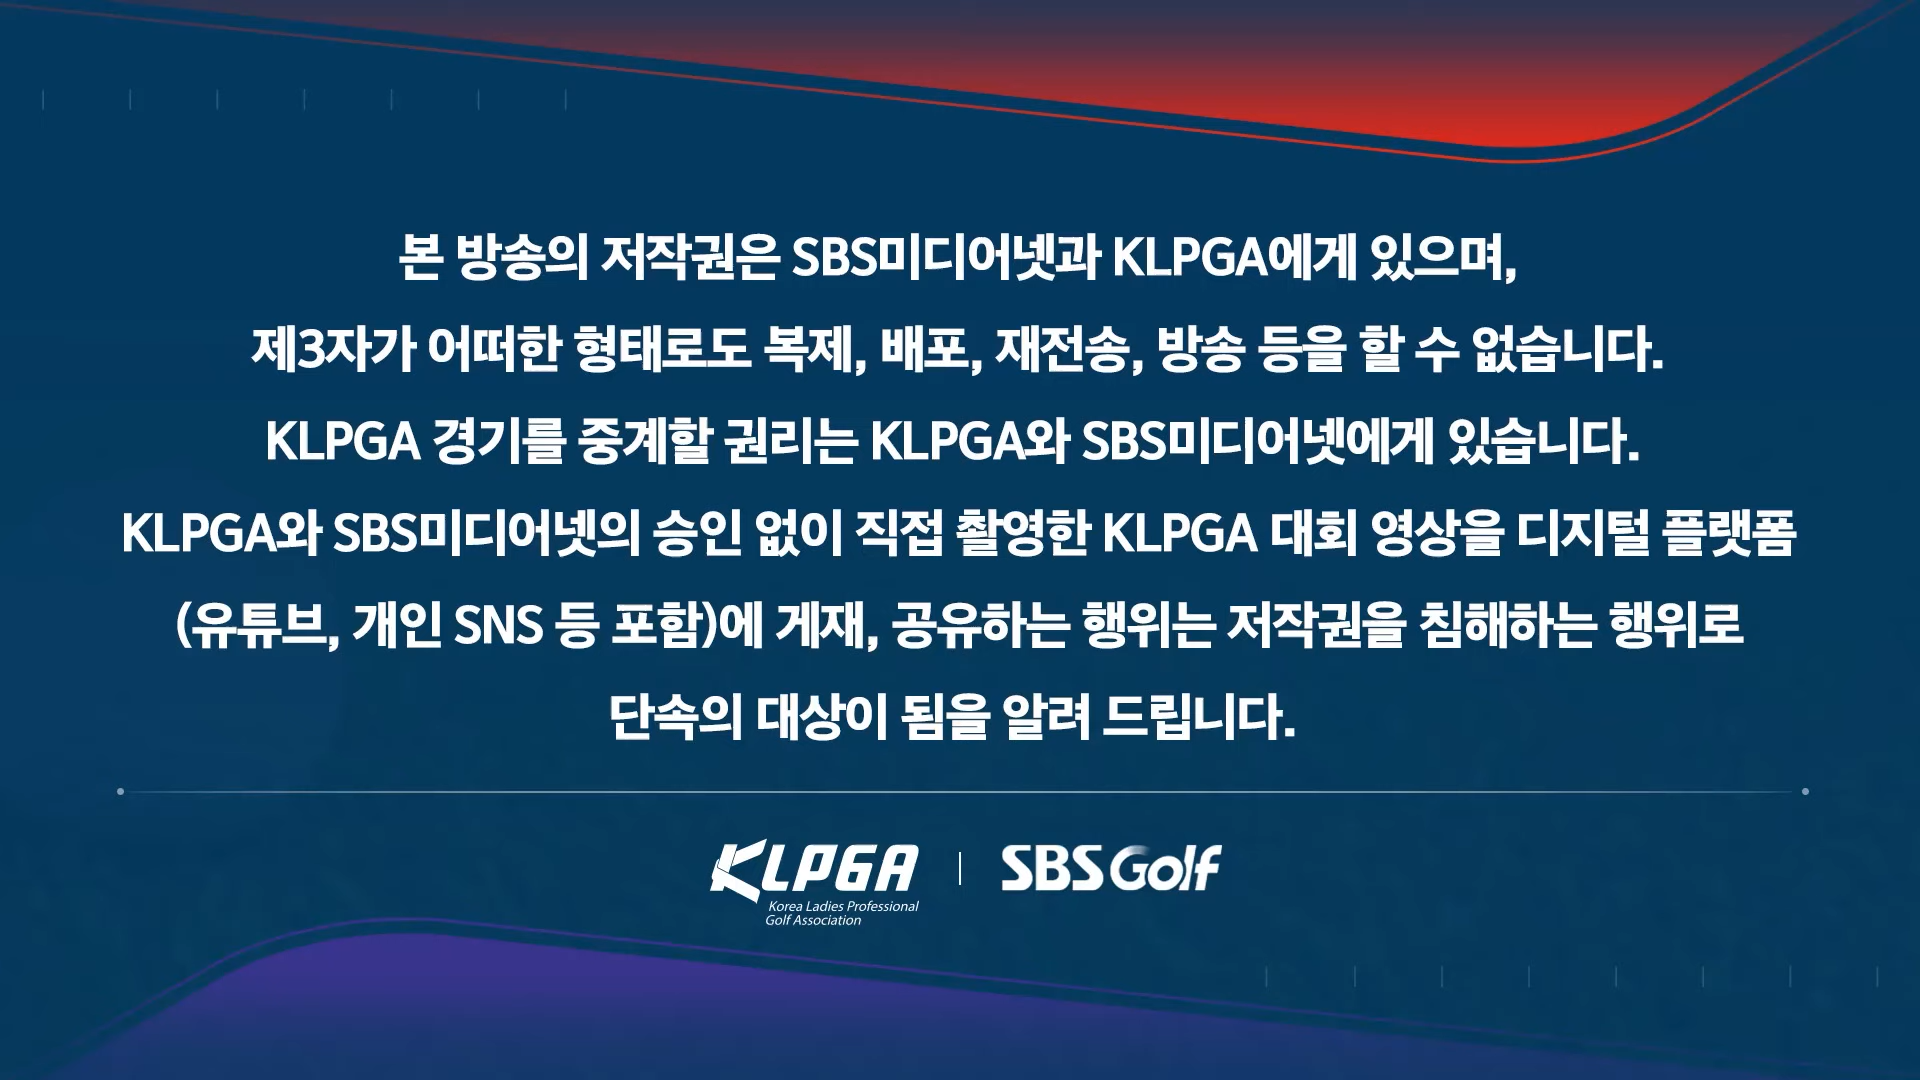 본 방송의 저작권은 SBS미디어넷과 KLPGA에게 있으며,
제3자가 어떠한 형태로도 복제, 배포, 재전송, 방송 등을 할 수 없습니다.
KLPGA 경기를 중계할 권리는 KLPGA와 SBS미디어넷에게 있습니다.
KLPGA와 SBS미디어넷의 승인 없이 직접 촬영한 KLPGA 대회 영상을 디지털 플랫폼
(유튜브, 개인 SNS 등 포함)에 게재, 공유하는 행위는 저작권을 침해하는 행위로
단속의 대상이 됨을 알려 드립니다.
KLPGA
Korea Ladies Professional
Golf Association
SBS Golf